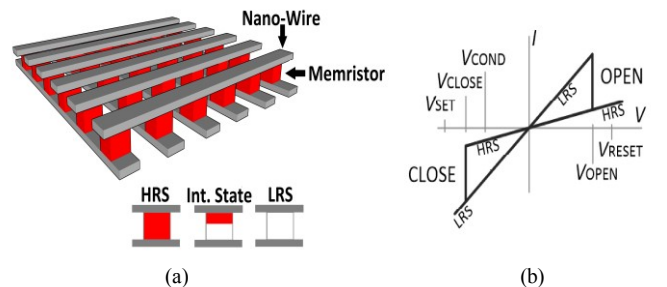 Nano-Wire
Memristor
HRS Int. State LRS
(a)
I
VCOND
VCLOSE
VSET
OPEN
LRS
HRS
V
HRS
VRESET
VOPEN
CLOSE
LRS
(b)